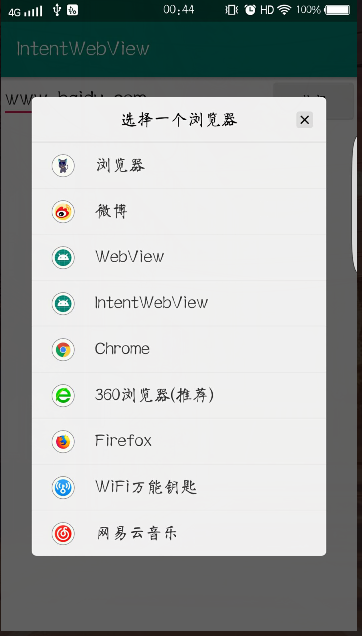 4G 00:44 HD 100%
IntentWebView
www.baidu.com
选择一个浏览器
浏览器
微博
WebView
IntentWebView
Chrome
360浏览器(推荐)
Firefox
WiFi万能钥匙
网易云音乐